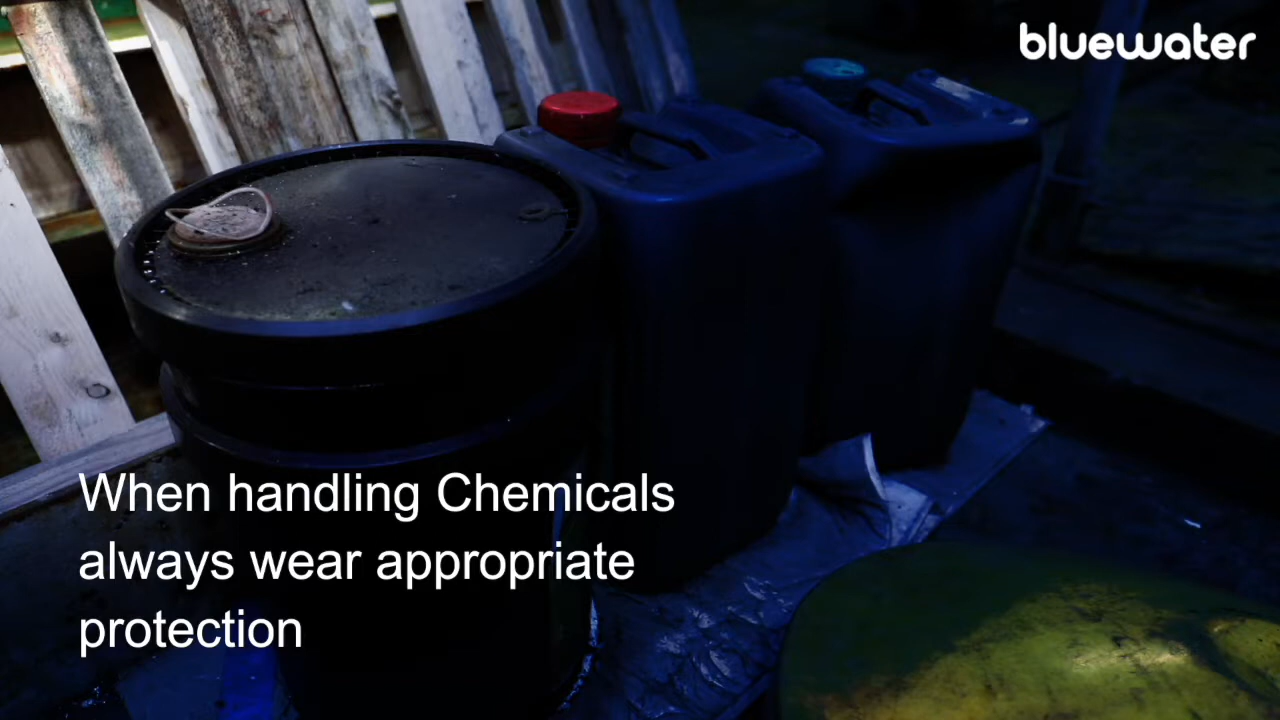 bluewater
When handling Chemicals
always wear appropriate
protection